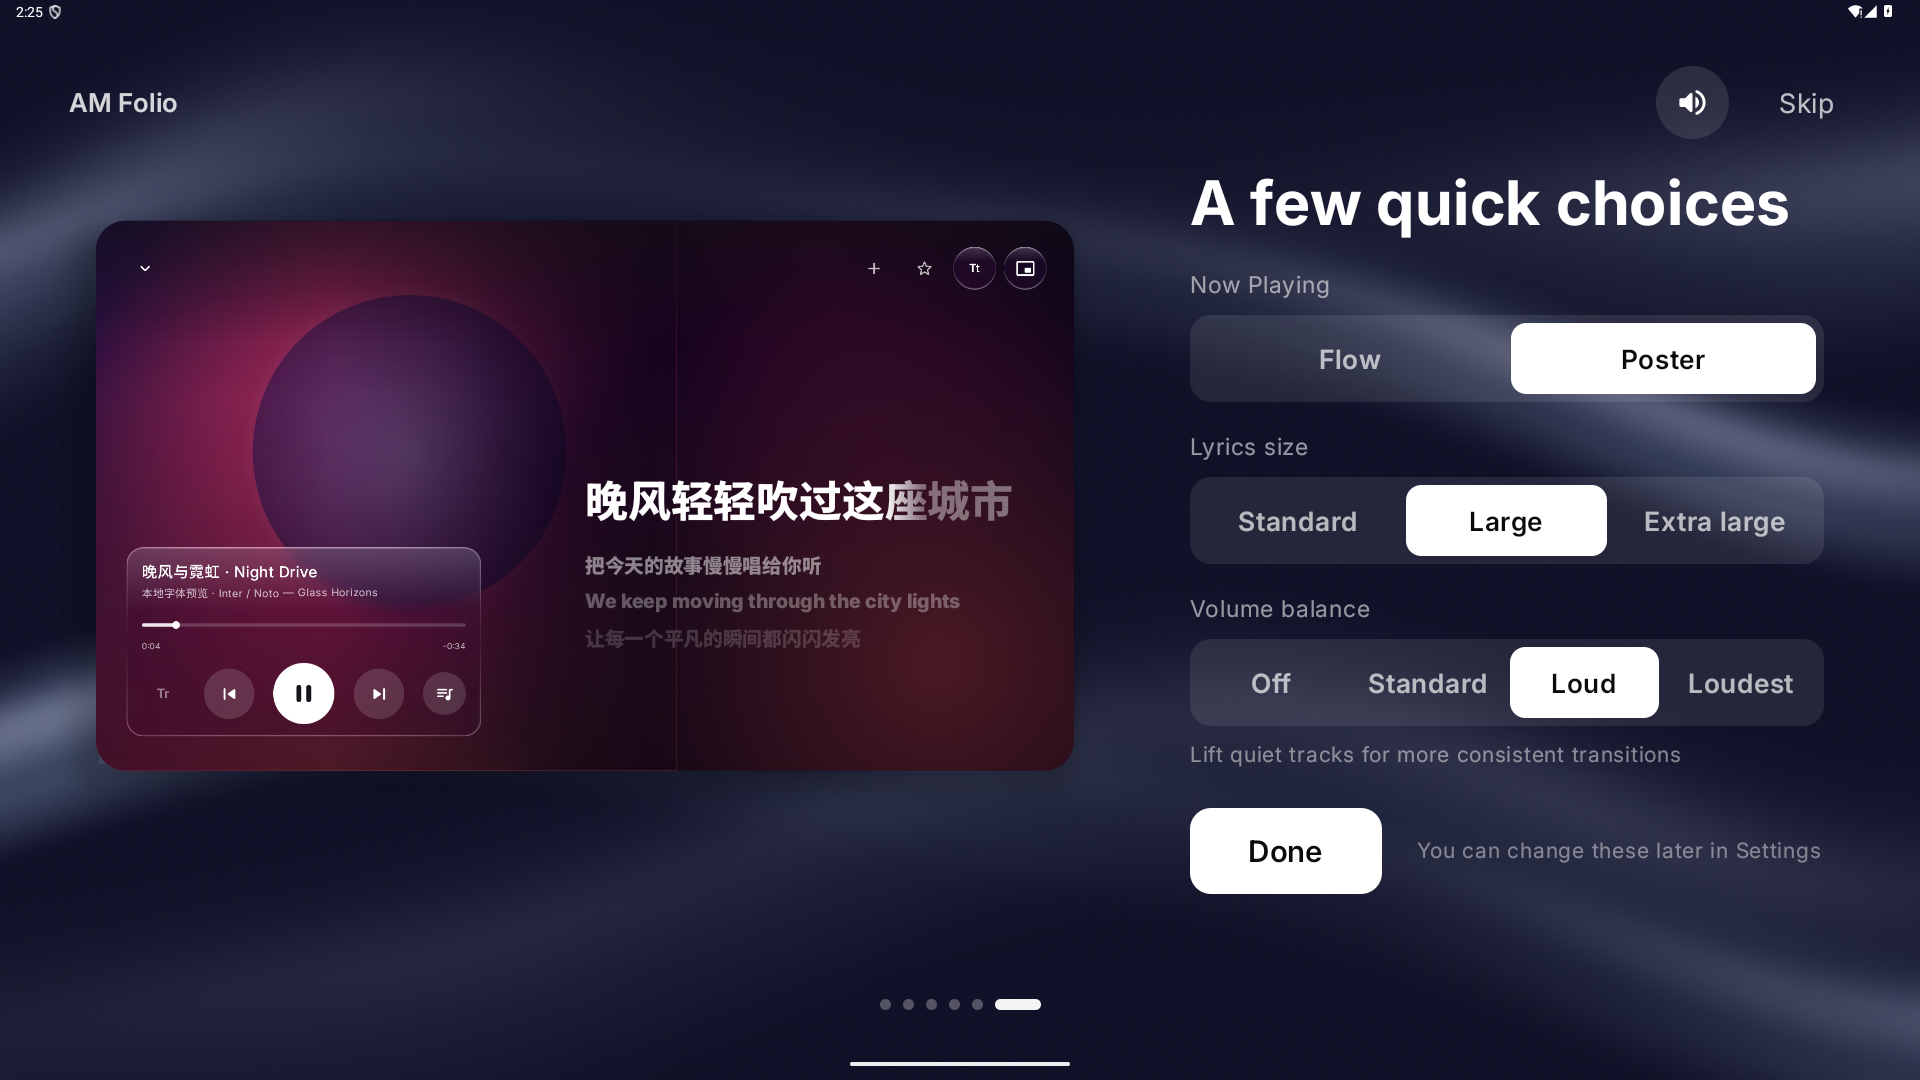 2:25
AM Folio
Skip
A few quick choices
Now Playing
Flow
Poster
Lyrics size
Standard
Large
Extra large
Volume balance
Off
Standard
Loud
Loudest
Lift quiet tracks for more consistent transitions
Done
You can change these later in Settings
Tt
晚风轻轻吹过这座城市
把今天的故事慢慢唱给你听
We keep moving through the city lights
让每一个平凡的瞬间都闪闪发亮
晚风与霓虹 · Night Drive
本地字体预览 · Inter / Noto — Glass Horizons
0:04
-0:34
Tr